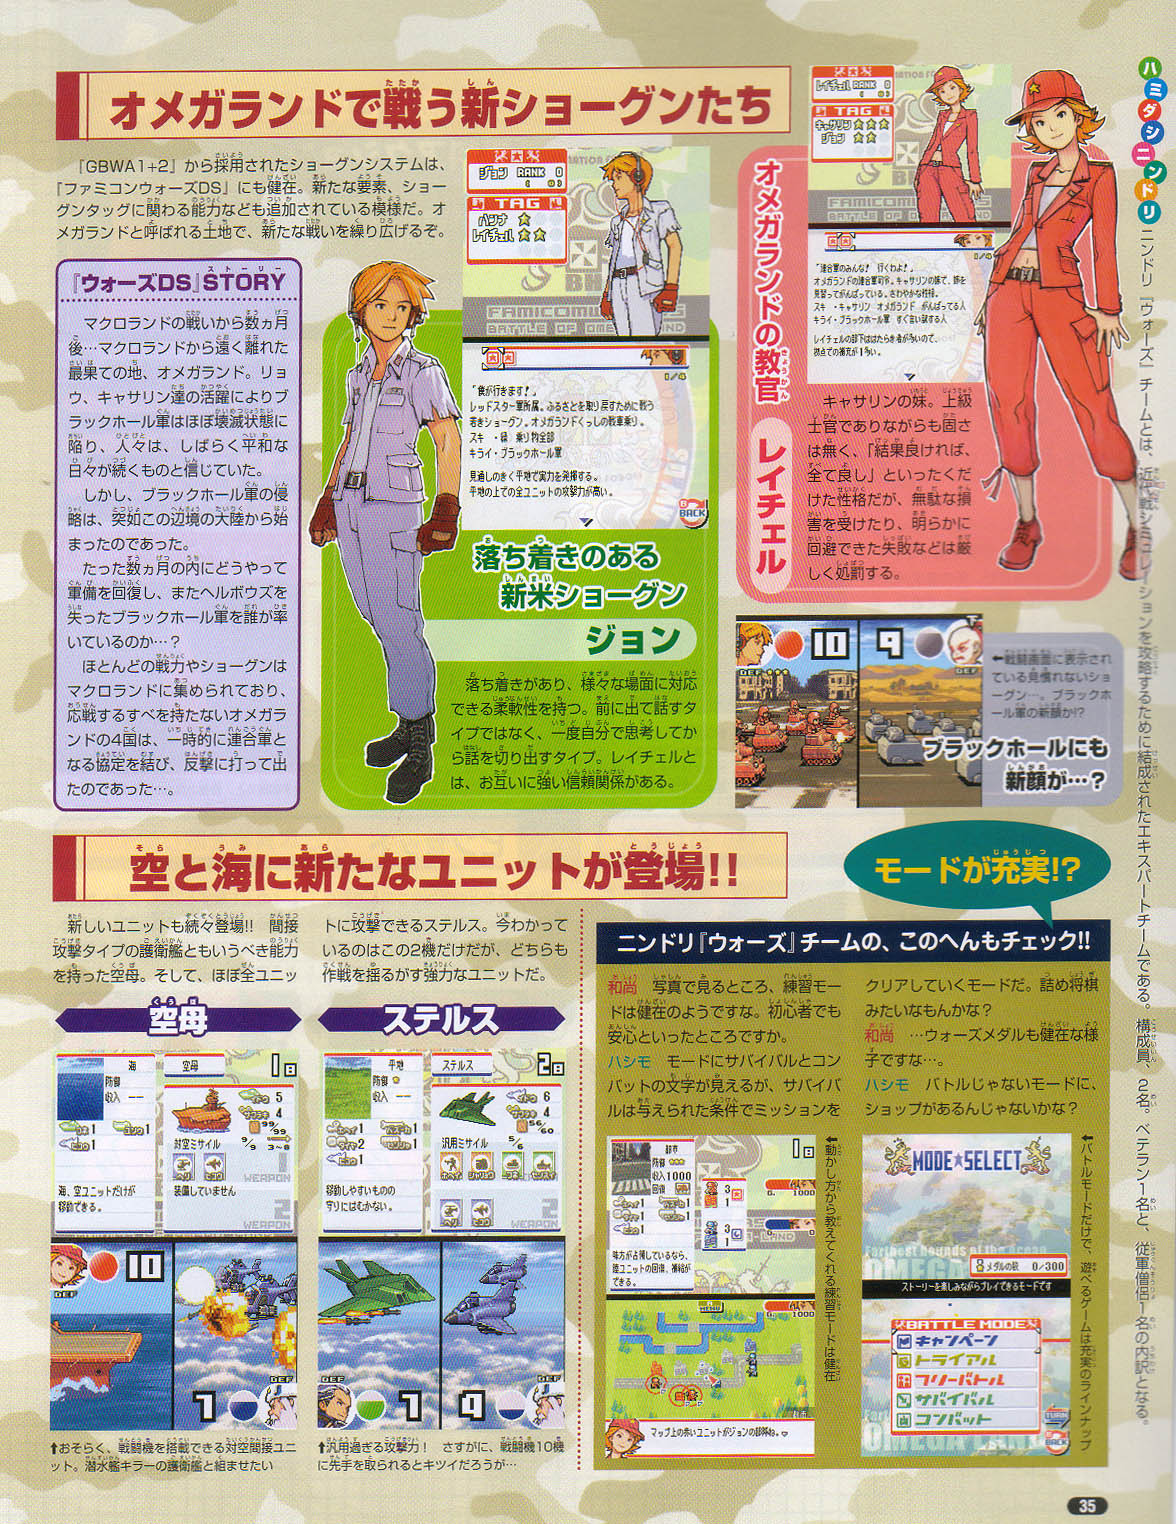 オメガランドで戦う新ショーグンたち
『GBWA1+2』から採用されたショーグンシステムは、
『ファミコンウォーズDS』にも健在。新たな要素、ショー
グンタッグに関わる能力なども追加されている模様だ。オ
メガランドと呼ばれる土地で、新たな戦いを繰り広げるぞ。
『ウォーズDS』STORY
マクロランドの戦いから数ヵ月
後…マクロランドから遠く離れた
最果ての地、オメガランド。リョ
ウ、キャサリン達の活躍によりブ
ラックホール軍はほぼ壊滅状態に
陥り、人々は、しばらく平和な
日々が続くものと信じていた。
しかし、ブラックホール軍の侵
略は、突如この辺境の大陸から始
まったのであった。
たった数ヵ月の内にどうやって
軍備を回復し、またヘルボウズを
失ったブラックホール軍を誰が率
いているのか…？
ほとんどの戦力やショーグンは
マクロランドに集められており、
応戦するすべを持たないオメガラ
ンドの4国は、一時的に連合軍と
なる協定を結び、反撃に打って出
たのであった…。
ジョン RANK 0
TAG
ハンナ ★
レイチェル ★★
1/4
"僕が行きます！"
レッドスター軍所属。ふるさとを取り戻すために戦う
若きショーグン。オメガランドくっしの戦車乗り。
スキ ・緑 乗り物全部
キライ・ブラックホール軍
見通しのきく平地で実力を発揮する。
平地の上での全ユニットの攻撃力が高い。
BACK
落ち着きのある
新米ショーグン
ジョン
落ち着きがあり、様々な場面に対応
できる柔軟性を持つ。前に出て話すタ
イプではなく、一度自分で思考してか
ら話を切り出すタイプ。レイチェルと
は、お互いに強い信頼関係がある。
レイチェル RANK 0
TAG
キャサリン ★★★
ジョン ★★
1/4
"連合軍のみんな！ 行くわよ！"
オメガランドの連合軍司令。キャサリンの妹で、姉を
見習ってがんばっている。さわやかな性格。
スキ ・キャサリン オメガランド がんばってる人
キライ・ブラックホール軍 すぐ言い訳する人
レイチェルの部下ははたらき者が多いので、
拠点での補充が1多い。
オメガランドの教官
レイチェル
キャサリンの妹。上級
士官でありながらも固さ
は無く、「結果良ければ、
全て良し」といったくだ
けた性格だが、無駄な損
害を受けたり、明らかに
回避できた失敗などは厳
しく処罰する。
10 9
←戦闘画面に表示され
ている見慣れないショ
ーグン…。ブラックホ
ール軍の新顔か!?
ブラックホールにも
新顔が…？
ハミダシニンドリ
ニンドリ『ウォーズ』チームとは、近代戦シミュレイションを攻略するために結成されたエキスパートチームである。構成員、2名。ベテラン1名と、従軍僧侶1名の内訳となる。
空と海に新たなユニットが登場!!
新しいユニットも続々登場!! 間接
攻撃タイプの護衛艦ともいうべき能力
を持った空母。そして、ほぼ全ユニッ
トに攻撃できるステルス。今わかって
いるのはこの2機だけだが、どちらも
作戦を揺るがす強力なユニットだ。
空母
海
防御
収入 ――
空母
1日
5
4
99/99
対空ミサイル
9/9 3~8
装備していません
WEAPON
海、空ユニットだけが
移動できる。
10
DEF
1
↑おそらく、戦闘機を搭載できる対空間接ユニ
ット。潜水艦キラーの護衛艦と組ませたい
ステルス
平地
防御
収入 ――
ステルス
2日
6
4
56/60
汎用ミサイル
5/6
WEAPON
移動しやすいものの
守りにはむかない。
1 9
DEF
↑汎用過ぎる攻撃力！ さすがに、戦闘機10機
に先手を取られるとキツイだろうが…
モードが充実!?
ニンドリ『ウォーズ』チームの、このへんもチェック!!
和尚 写真で見るところ、練習モー
ドは健在のようですな。初心者でも
安心といったところですか。
ハシモ モードにサバイバルとコン
バットの文字が見えるが、サバイバ
ルは与えられた条件でミッションを
クリアしていくモードだ。詰め将棋
みたいなもんかな？
和尚 …ウォーズメダルも健在な様
子ですな…。
ハシモ バトルじゃないモードに、
ショップがあるんじゃないかな？
都市
防御
収入1000
回復
1日
G. 1000
味方が占領しているなら、
陸ユニットの回復、補給が
できる。
MENU
マップ上の赤いユニットがジョンの部隊ね。
←動かし方から教えてくれる練習モードは健在
MODE★SELECT
Farthest bounds of the ocean
OMEGA LAND
メダルの数 0/300
ストーリーを楽しみながらプレイできるモードです
BATTLE MODE
キャンペーン
トライアル
フリーバトル
サバイバル
コンバット
BACK
←バトルモードだけで、遊べるゲームは充実のラインナップ
35